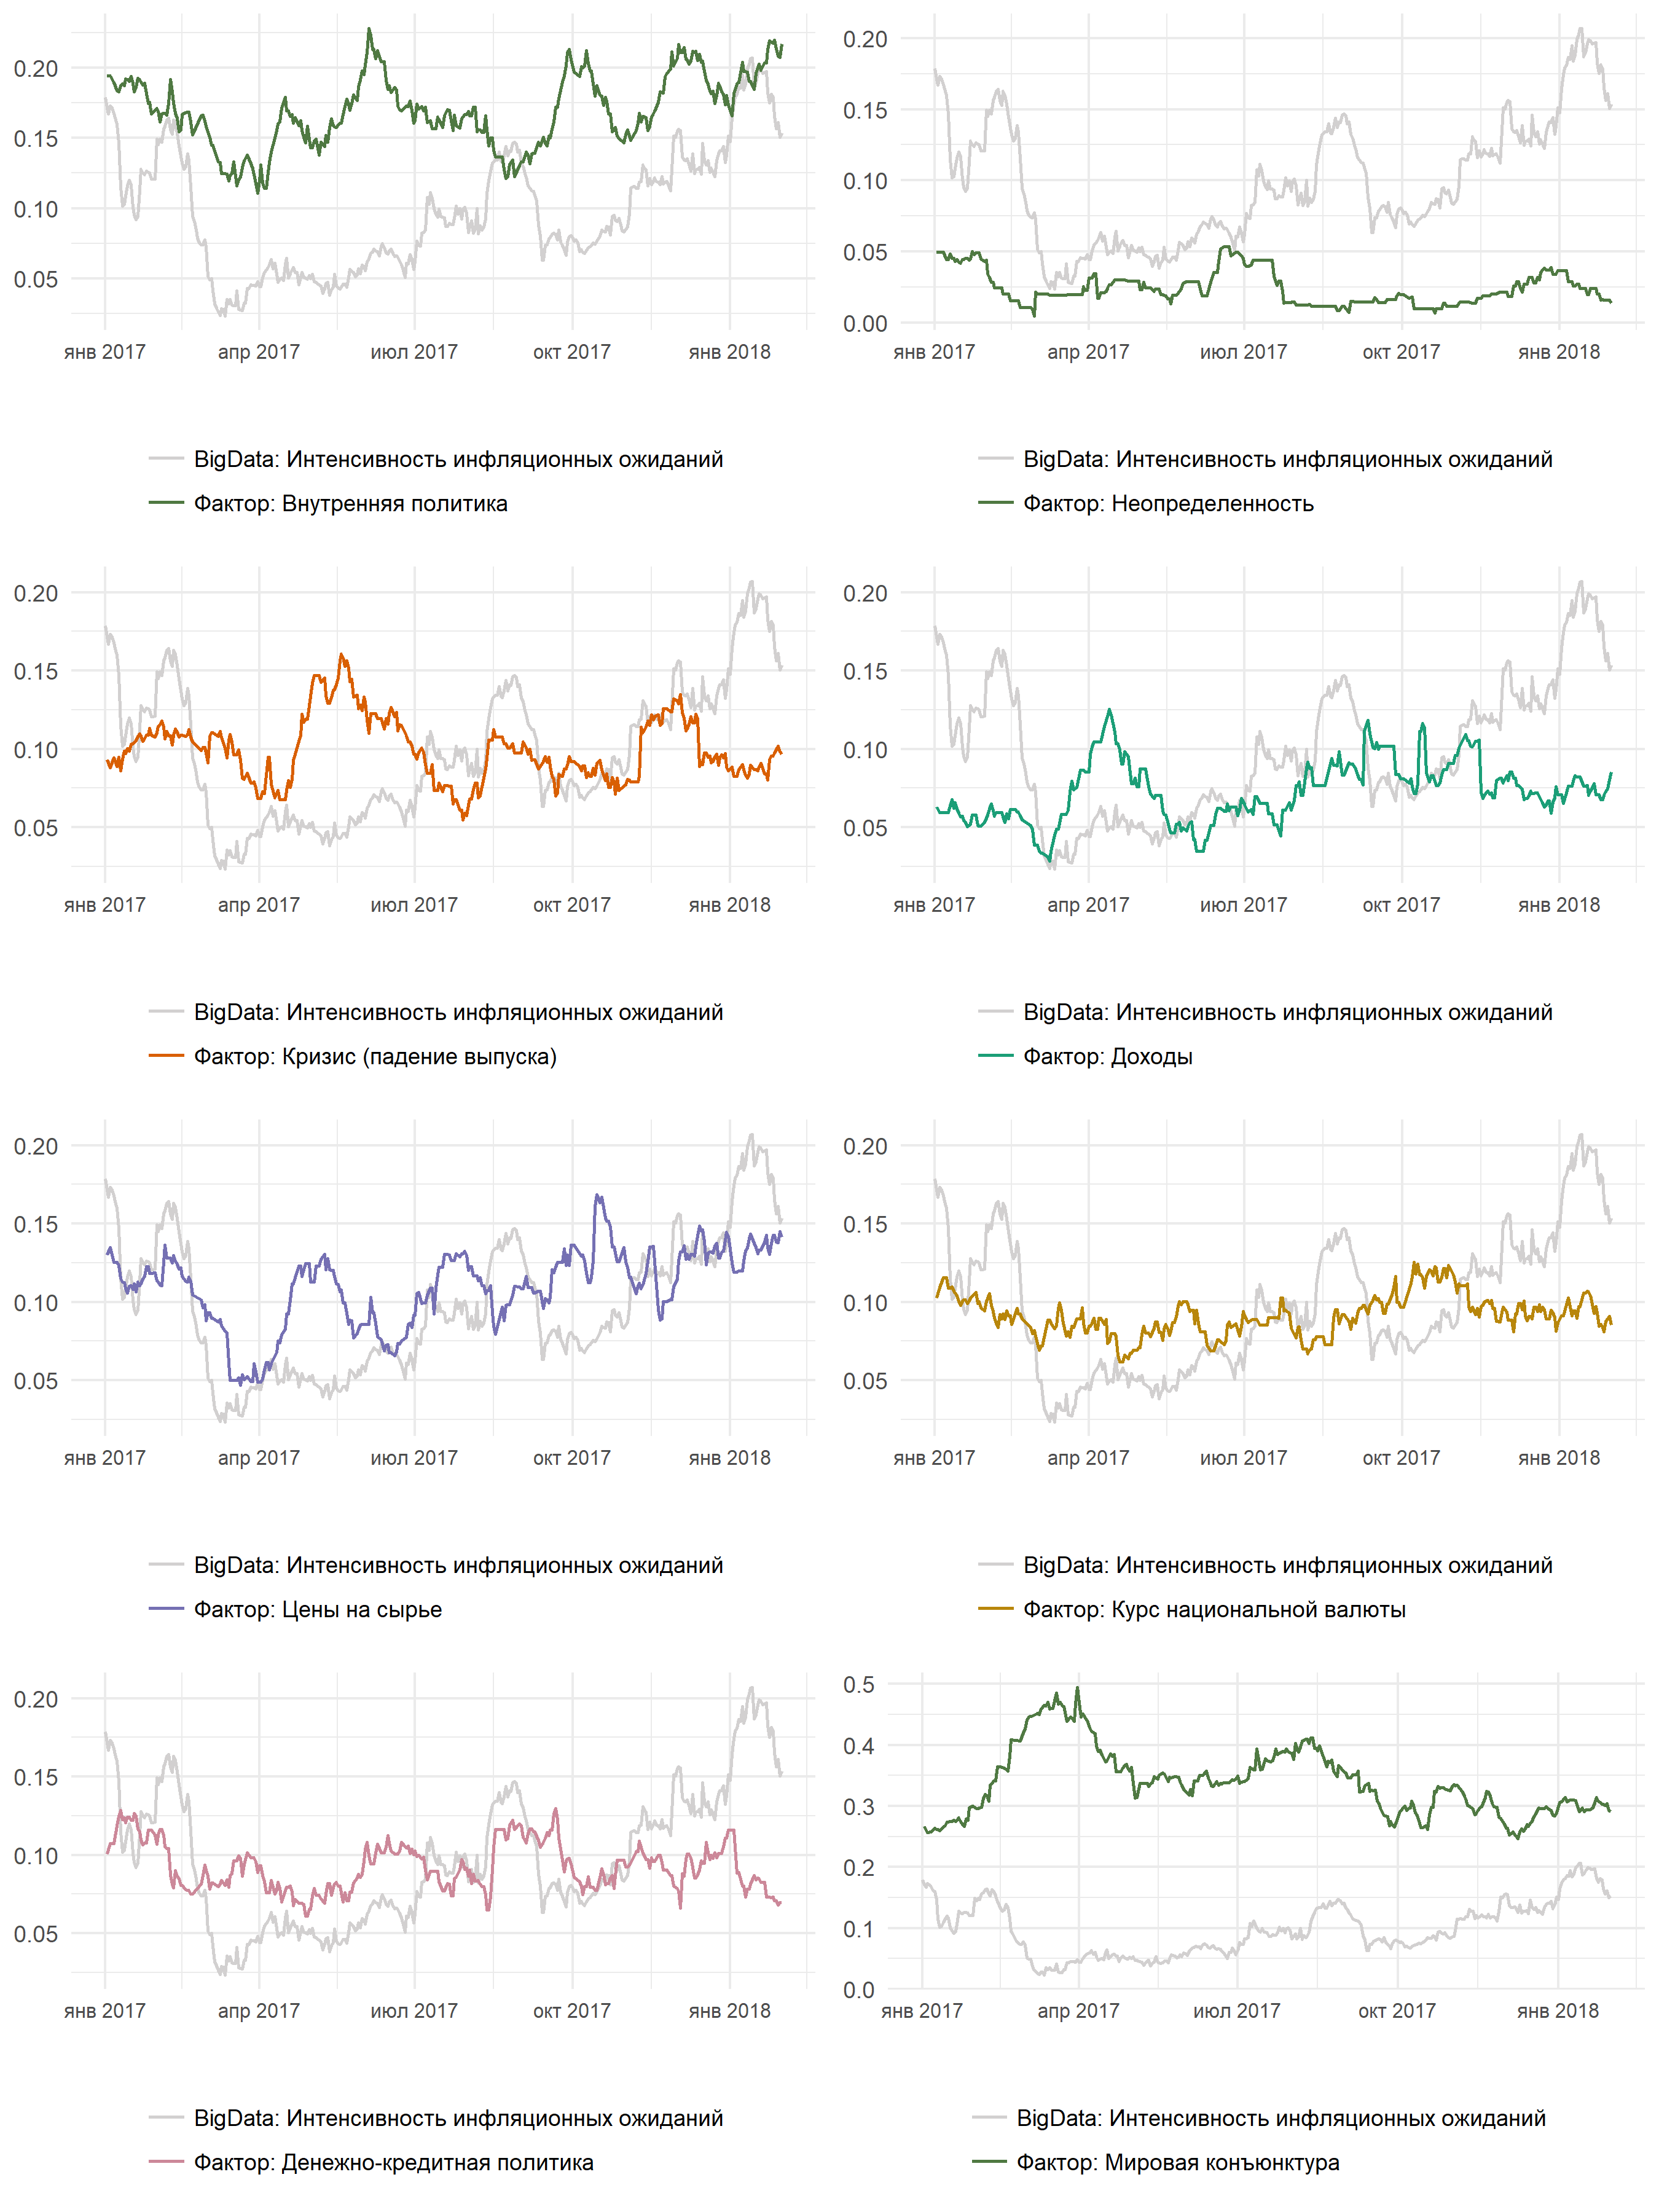 0.20
0.15
0.10
0.05
янв 2017 апр 2017 июл 2017 окт 2017 янв 2018
BigData: Интенсивность инфляционных ожиданий
Фактор: Внутренняя политика
0.20
0.15
0.10
0.05
0.00
янв 2017 апр 2017 июл 2017 окт 2017 янв 2018
BigData: Интенсивность инфляционных ожиданий
Фактор: Неопределенность
0.20
0.15
0.10
0.05
янв 2017 апр 2017 июл 2017 окт 2017 янв 2018
BigData: Интенсивность инфляционных ожиданий
Фактор: Кризис (падение выпуска)
0.20
0.15
0.10
0.05
янв 2017 апр 2017 июл 2017 окт 2017 янв 2018
BigData: Интенсивность инфляционных ожиданий
Фактор: Доходы
0.20
0.15
0.10
0.05
янв 2017 апр 2017 июл 2017 окт 2017 янв 2018
BigData: Интенсивность инфляционных ожиданий
Фактор: Цены на сырье
0.20
0.15
0.10
0.05
янв 2017 апр 2017 июл 2017 окт 2017 янв 2018
BigData: Интенсивность инфляционных ожиданий
Фактор: Курс национальной валюты
0.20
0.15
0.10
0.05
янв 2017 апр 2017 июл 2017 окт 2017 янв 2018
BigData: Интенсивность инфляционных ожиданий
Фактор: Денежно-кредитная политика
0.5
0.4
0.3
0.2
0.1
0.0
янв 2017 апр 2017 июл 2017 окт 2017 янв 2018
BigData: Интенсивность инфляционных ожиданий
Фактор: Мировая конъюнктура